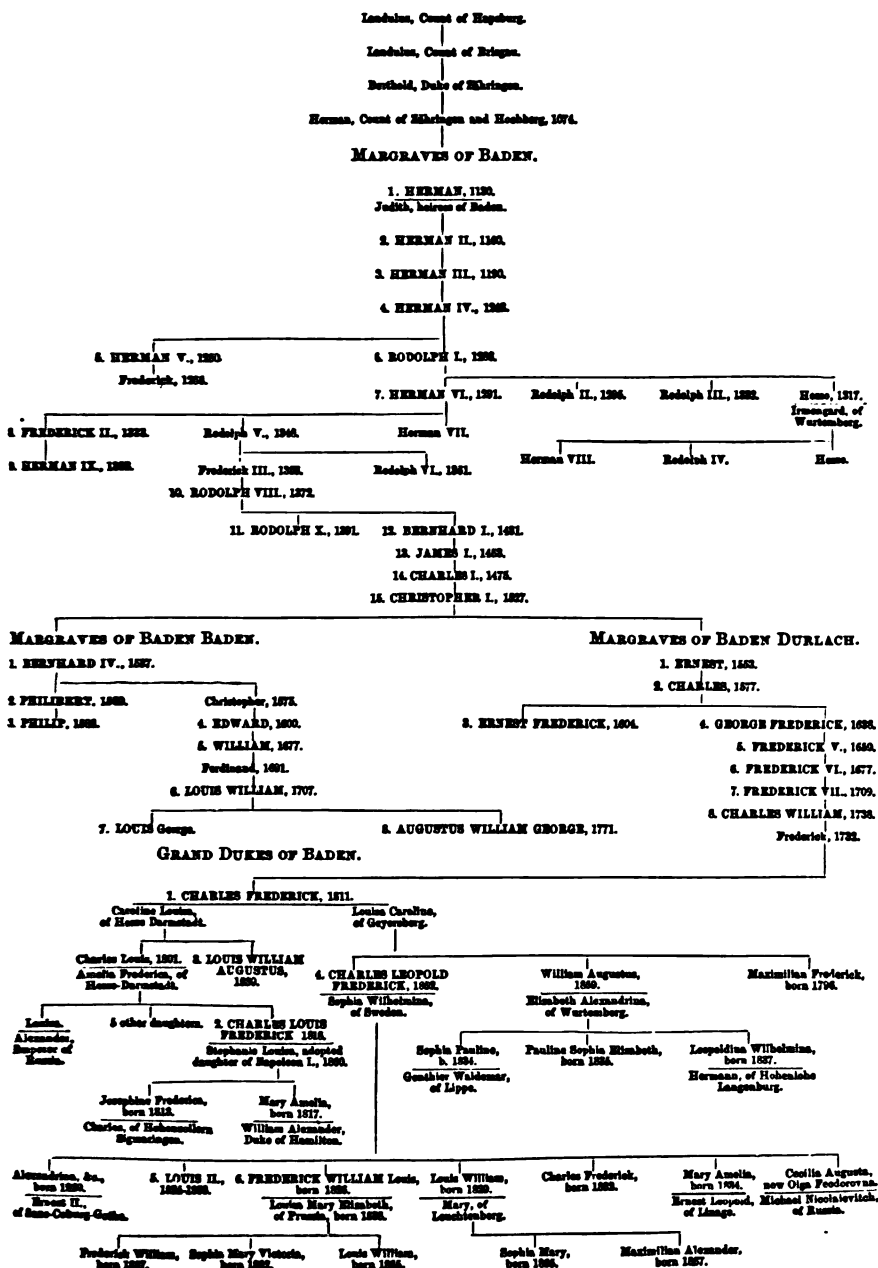 Landulus, Count of Hapsburg.
Landulus, Count of Brisgau.
Berthold, Duke of Zähringen.
Herman, Count of Zähringen and Hochberg, 1074.
MARGRAVES OF BADEN.
1. HERMAN, 1130.
Judith, heiress of Baden.
2. HERMAN II., 1160.
3. HERMAN III., 1190.
4. HERMAN IV.,
5. HERMAN V., 1250.
6. RODOLPH I., 1288.
Frederick, 1268.
7. HERMAN VI., 1291.
Rodolph II., 1295.
Rodolph III., 1332.
Hesso, 1317.
Irmengard, of
Wurtemberg.
8. FREDERICK II., 1333.
Rodolph V., 1348.
Herman VII.
9. HERMAN IX., 1353.
Frederick III., 1353.
Rodolph VI., 1361.
Herman VIII.
Rodolph IV.
Hesso.
10. RODOLPH VIII., 1372.
11. RODOLPH X., 1391.
12. BERNHARD I., 1431.
13. JAMES I., 1453.
14. CHARLES I., 1475.
15. CHRISTOPHER I., 1527.
MARGRAVES OF BADEN BADEN.
MARGRAVES OF BADEN DURLACH.
1. BERNHARD IV., 1537.
1. ERNEST, 1553.
2. CHARLES, 1577.
2. PHILIBERT, 1569.
Christopher, 1575.
3. PHILIP, 1588.
4. EDWARD, 1600.
3. ERNEST FREDERICK, 1604.
4. GEORGE FREDERICK, 1638.
5. WILLIAM, 1677.
5. FREDERICK V., 1659.
Ferdinand, 1691.
6. FREDERICK VI., 1677.
6. LOUIS WILLIAM, 1707.
7. FREDERICK VII., 1709.
8. CHARLES WILLIAM, 1738.
7. LOUIS George.
8. AUGUSTUS WILLIAM GEORGE, 1771.
Frederick, 1732.
GRAND DUKES OF BADEN.
1. CHARLES FREDERICK, 1811.
Caroline Louisa,
of Hesse Darmstadt.
Louisa Caroline,
of Geyersberg.
Charles Louis, 1801.
Amelia Frederica, of
Hesse-Darmstadt.
3. LOUIS WILLIAM
AUGUSTUS,
1830.
4. CHARLES LEOPOLD
FREDERICK, 1852.
Sophia Wilhelmina,
of Sweden.
William Augustus,
1859.
Elizabeth Alexandrina,
of Wurtemberg.
Maximilian Frederick,
born 1796.
Louisa.
Alexander,
Emperor of
Russia.
5 other daughters.
2. CHARLES LOUIS
FREDERICK 1818.
Stephanie Louisa, adopted
daughter of Napoleon I., 1860.
Sophia Pauline,
b. 1834.
Gonthier Waldemar,
of Lippe.
Pauline Sophia Elizabeth,
born 1835.
Leopoldina Wilhelmina,
born 1837.
Hermann, of Hohenlohe
Langenburg.
Josephine Frederica,
born 1813.
Charles, of Hohenzollern
Sigmaringen.
Mary Amelia,
born 1817.
William Alexander,
Duke of Hamilton.
Alexandrina, &c.,
born 1820.
Ernest II.,
of Saxe-Coburg-Gotha.
5. LOUIS II.,
1824-1858.
6. FREDERICK WILLIAM Louis,
born 1826.
Louisa Mary Elizabeth,
of Prussia, born 1838.
Louis William,
born 1829.
Mary, of
Leuchtenberg.
Charles Frederick,
born 1832.
Mary Amelia,
born 1834.
Ernest Leopold,
of Linage.
Cecilia Augusta,
now Olga Feodorovna.
Michael Nicolaievitch,
of Russia.
Frederick William,
born 1857.
Sophia Mary Victoria,
born 1862.
Louis William,
born 1865.
Sophia Mary,
born 1865.
Maximilian Alexander,
born 1867.